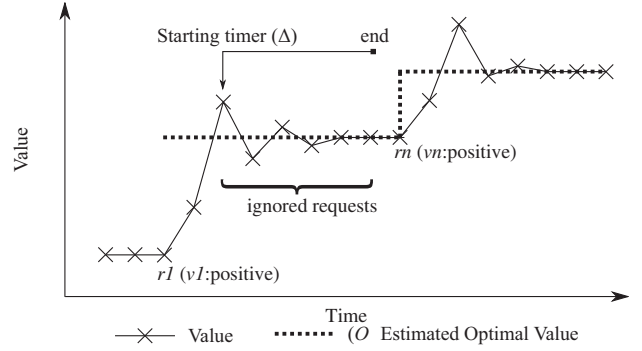 Starting timer (Δ)
end
Value
rn (vn:positive)
ignored requests
r1 (v1:positive)
Time
Value
(O Estimated Optimal Value